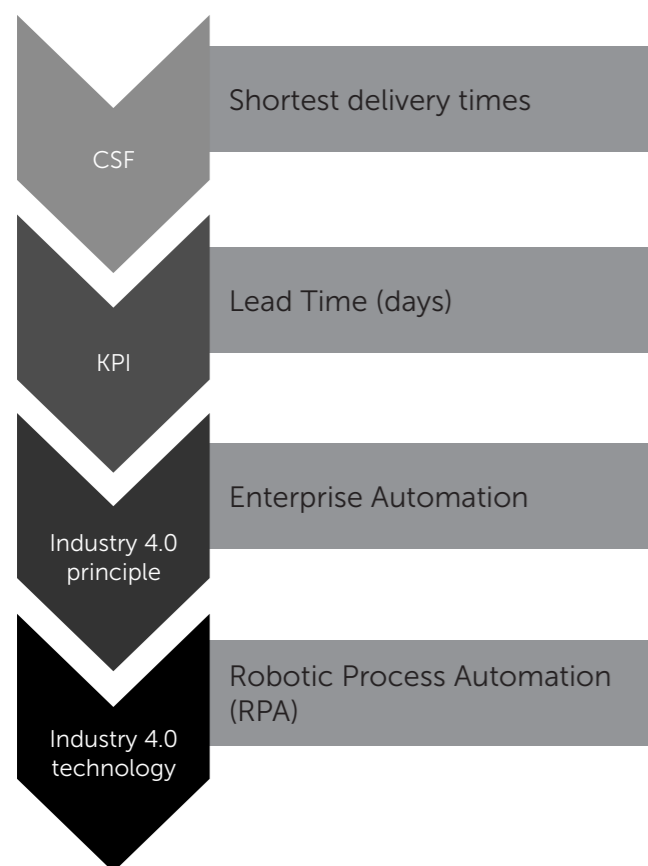 Shortest delivery times
CSF
Lead Time (days)
KPI
Enterprise Automation
Industry 4.0
principle
Robotic Process Automation
(RPA)
Industry 4.0
technology